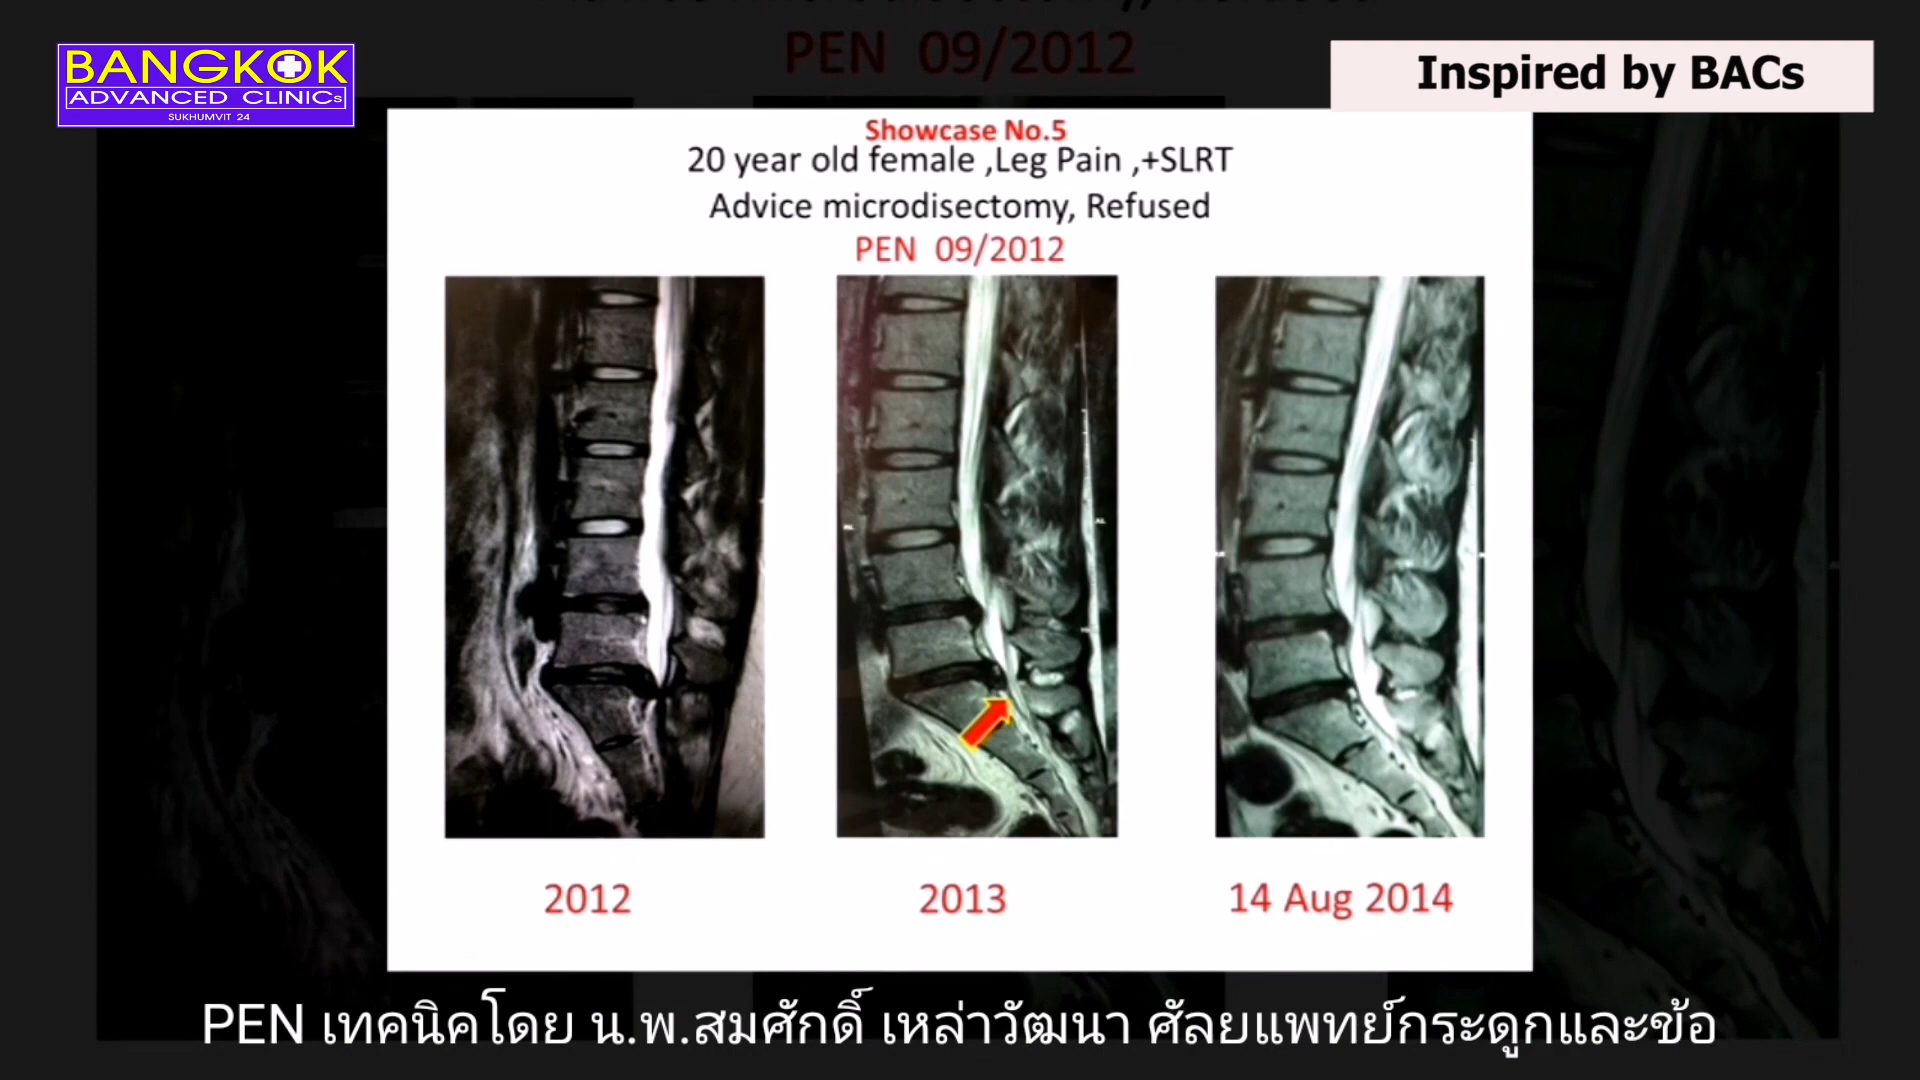 PEN 09/2012
BANGKOK
ADVANCED CLINICs
SUKHUMVIT 24
Inspired by BACs
Showcase No.5
20 year old female ,Leg Pain ,+SLRT
Advice microdisectomy, Refused
PEN 09/2012
2012
2013
14 Aug 2014
PEN เทคนิคโดย น.พ.สมศักดิ์ เหล่าวัฒนา ศัลยแพทย์กระดูกและข้อ